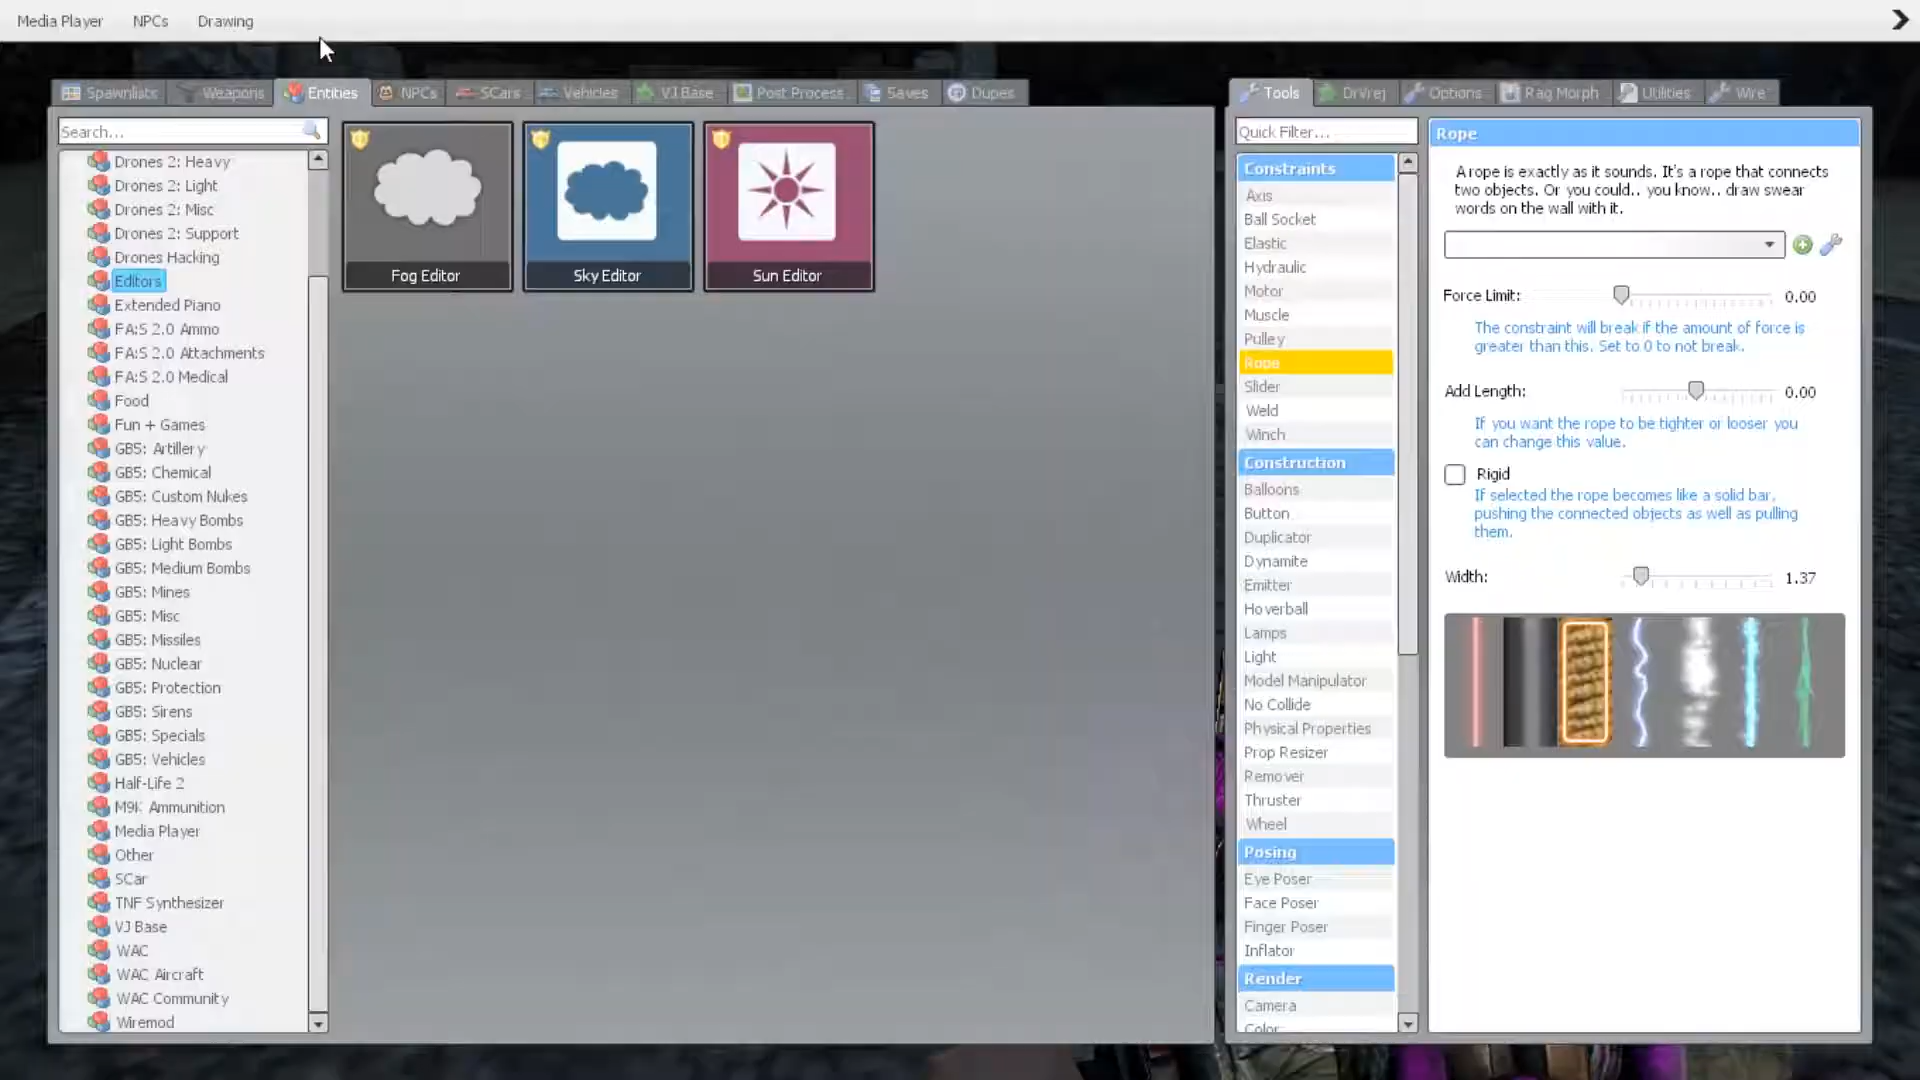 Media Player NPCs Drawing
Spawnlists Weapons Entities NPCs SCars Vehicles VJ Base Post Process Saves Dupes
Search...
Drones 2: Heavy
Drones 2: Light
Drones 2: Misc
Drones 2: Support
Drones Hacking
Editors
Extended Piano
FA:S 2.0 Ammo
FA:S 2.0 Attachments
FA:S 2.0 Medical
Food
Fun + Games
GB5: Artillery
GB5: Chemical
GB5: Custom Nukes
GB5: Heavy Bombs
GB5: Light Bombs
GB5: Medium Bombs
GB5: Mines
GB5: Misc
GB5: Missiles
GB5: Nuclear
GB5: Protection
GB5: Sirens
GB5: Specials
GB5: Vehicles
Half-Life 2
M9K Ammunition
Media Player
Other
SCar
TNF Synthesizer
VJ Base
WAC
WAC Aircraft
WAC Community
Wiremod
Fog Editor
Sky Editor
Sun Editor
Tools DrVrej Options Rag Morph Utilities Wire
Quick Filter...
Constraints
Axis
Ball Socket
Elastic
Hydraulic
Motor
Muscle
Pulley
Rope
Slider
Weld
Winch
Construction
Balloons
Button
Duplicator
Dynamite
Emitter
Hoverball
Lamps
Light
Model Manipulator
No Collide
Physical Properties
Prop Resizer
Remover
Thruster
Wheel
Posing
Eye Poser
Face Poser
Finger Poser
Inflator
Render
Camera
Color
Rope
A rope is exactly as it sounds. It's a rope that connects
two objects. Or you could.. you know.. draw swear
words on the wall with it.
Force Limit: 0.00
The constraint will break if the amount of force is
greater than this. Set to 0 to not break.
Add Length: 0.00
If you want the rope to be tighter or looser you
can change this value.
Rigid
If selected the rope becomes like a solid bar,
pushing the connected objects as well as pulling
them.
Width: 1.37